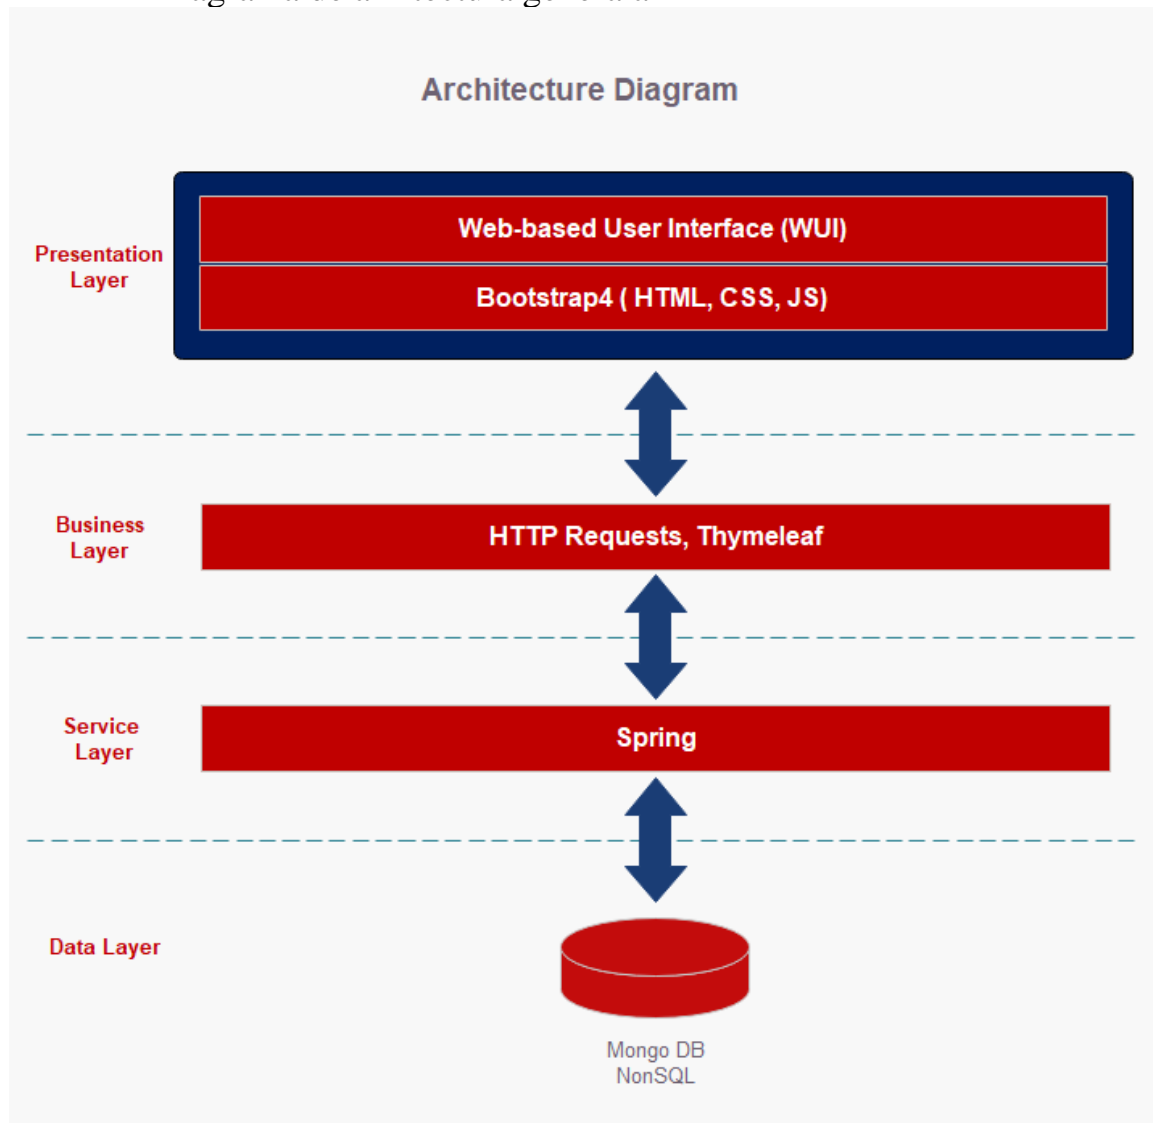 Architecture Diagram
Presentation
Layer
Web-based User Interface (WUI)
Bootstrap4 ( HTML, CSS, JS)
Business
Layer
HTTP Requests, Thymeleaf
Service
Layer
Spring
Data Layer
Mongo DB
NonSQL